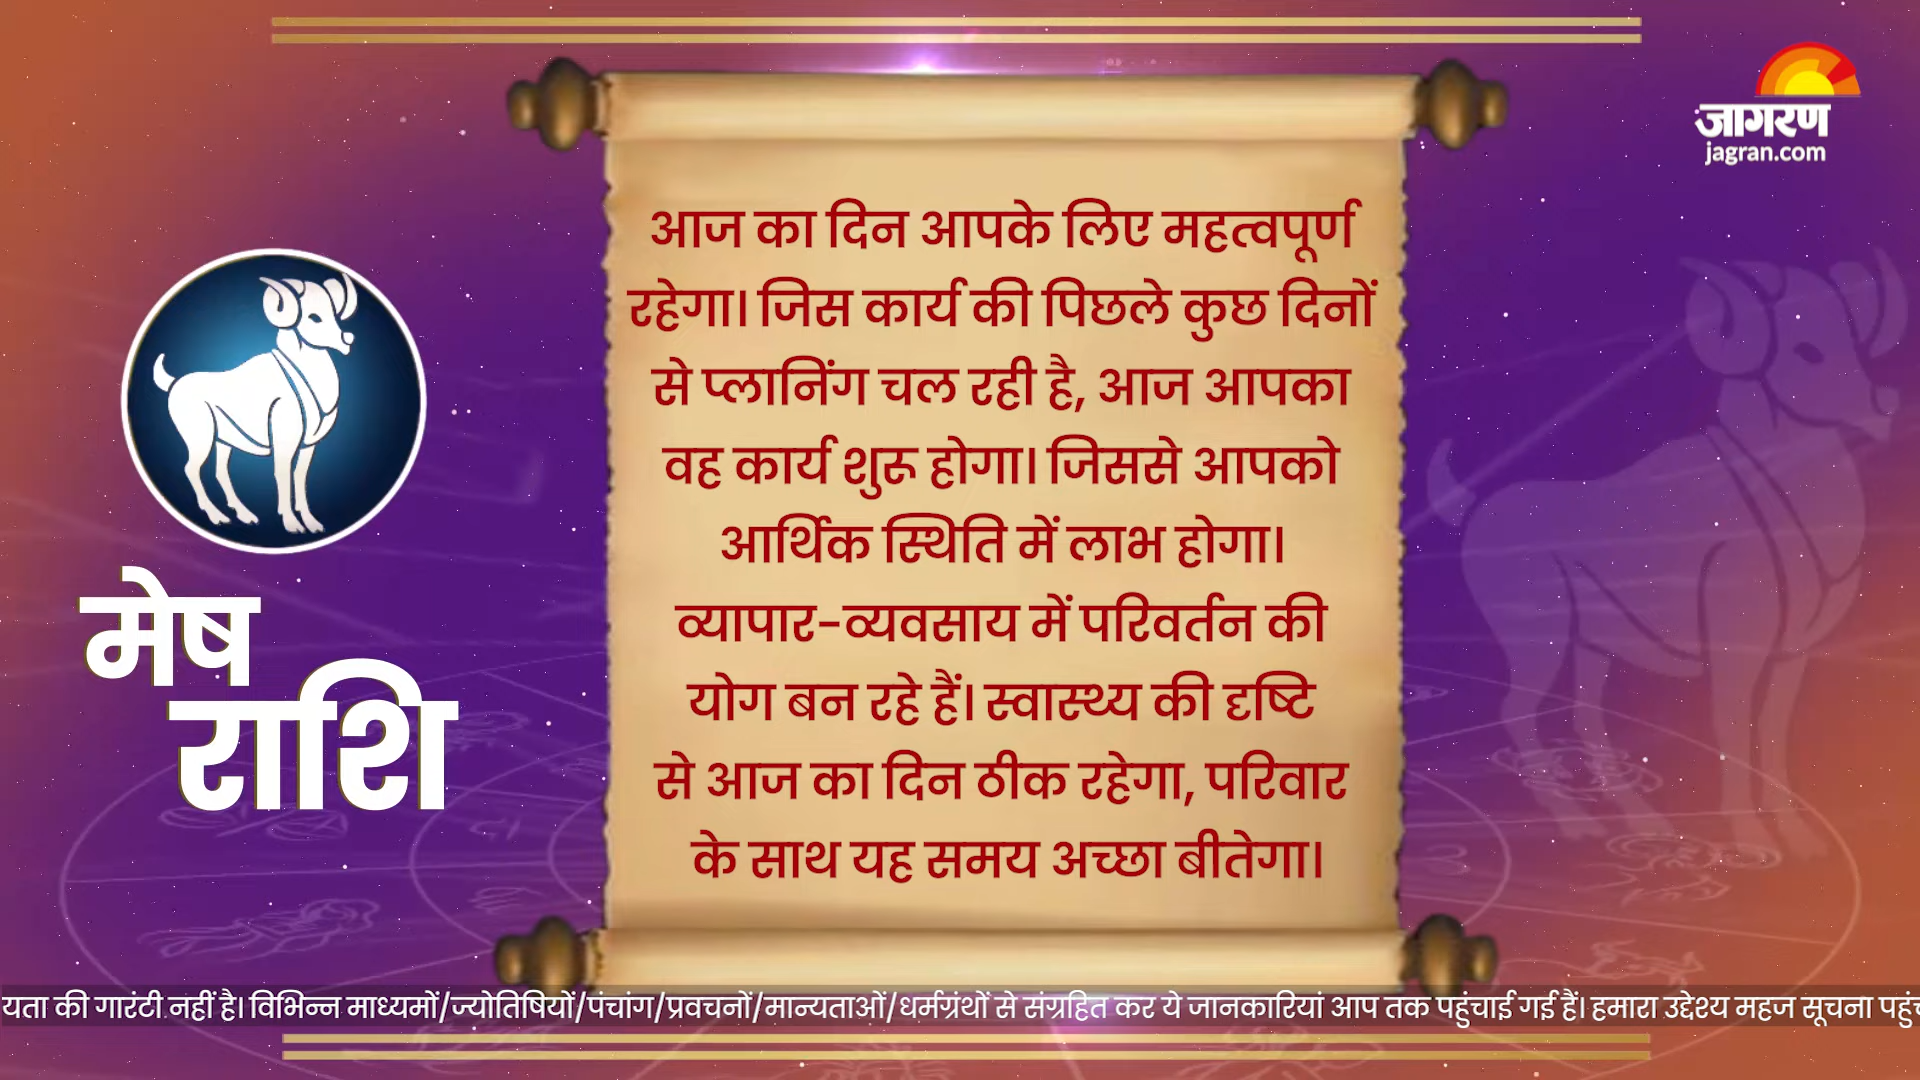 जागरण
jagran.com
आज का दिन आपके लिए महत्वपूर्ण
रहेगा। जिस कार्य की पिछले कुछ दिनों
से प्लानिंग चल रही है, आज आपका
वह कार्य शुरू होगा। जिससे आपको
आर्थिक स्थिति में लाभ होगा।
व्यापार-व्यवसाय में परिवर्तन की
योग बन रहे हैं। स्वास्थ्य की दृष्टि
से आज का दिन ठीक रहेगा, परिवार
के साथ यह समय अच्छा बीतेगा।
मेष
राशि
यता की गारंटी नहीं है। विभिन्न माध्यमों/ज्योतिषियों/पंचांग/प्रवचनों/मान्यताओं/धर्मग्रंथों से संग्रहित कर ये जानकारियां आप तक पहुंचाई गई हैं। हमारा उद्देश्य महज सूचना